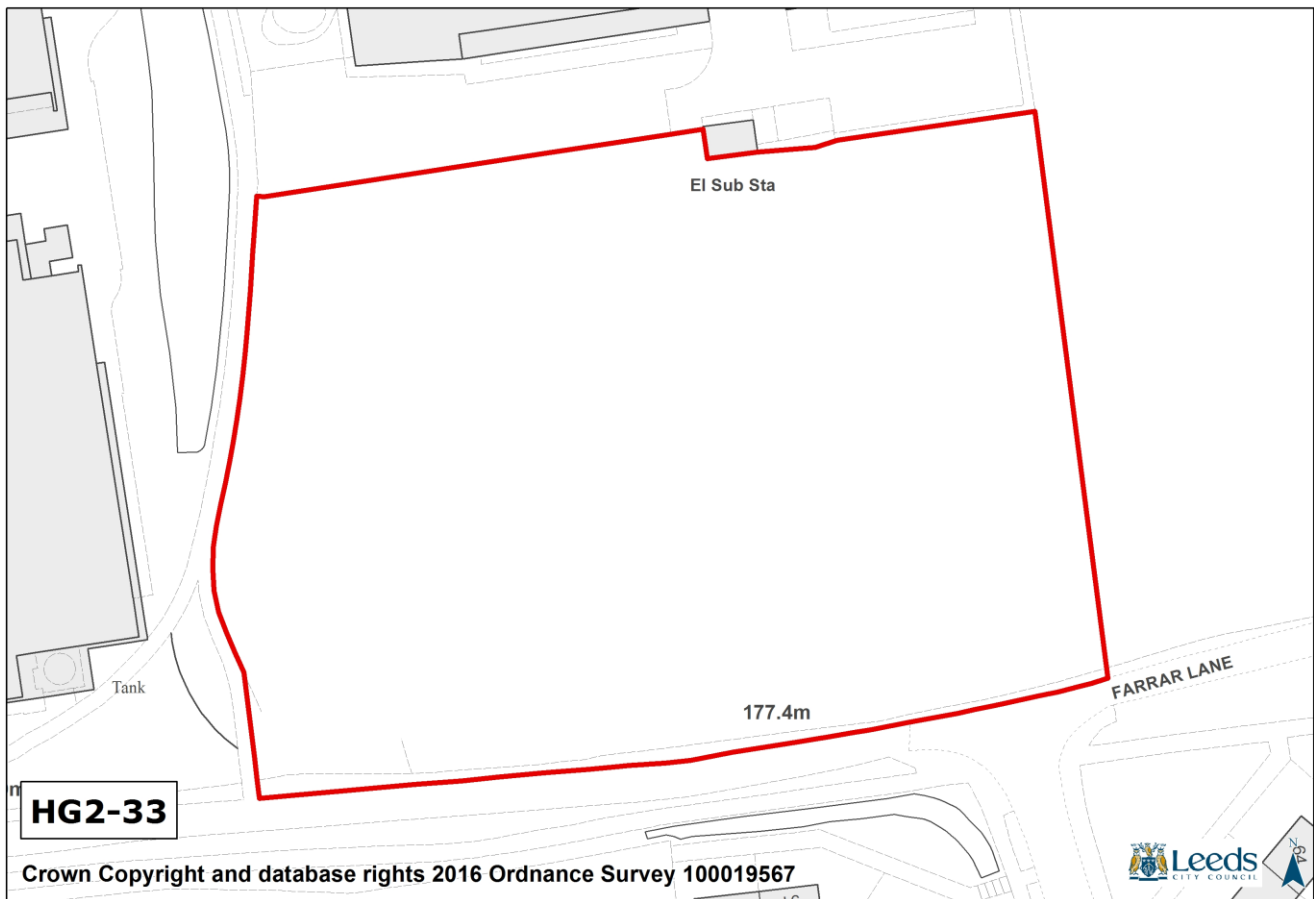 El Sub Sta
FARRAR LANE
Tank
177.4m
HG2-33
Crown Copyright and database rights 2016 Ordnance Survey 100019567
Leeds
CITY COUNCIL
N
64